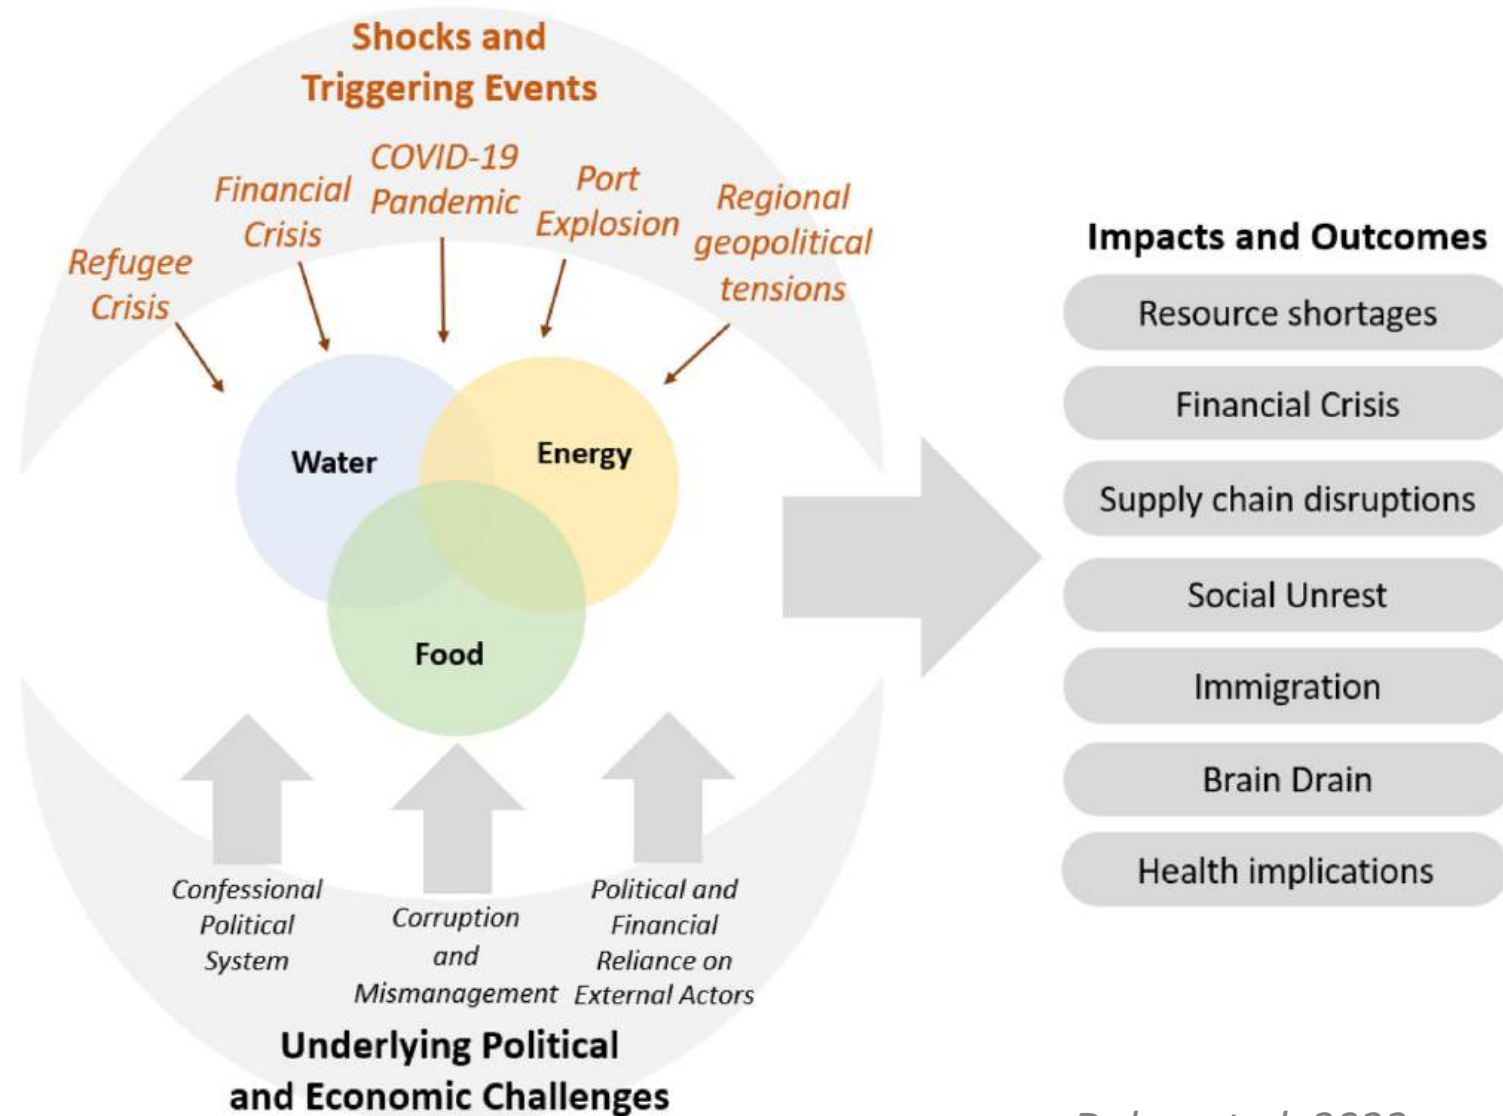 Shocks and
Triggering Events
COVID-19
Pandemic
Financial
Crisis
Port
Explosion
Regional
geopolitical
tensions
Refugee
Crisis
Water
Energy
Food
Confessional
Political
System
Corruption
and
Mismanagement
Political and
Financial
Reliance on
External Actors
Underlying Political
and Economic Challenges
Impacts and Outcomes
Resource shortages
Financial Crisis
Supply chain disruptions
Social Unrest
Immigration
Brain Drain
Health implications